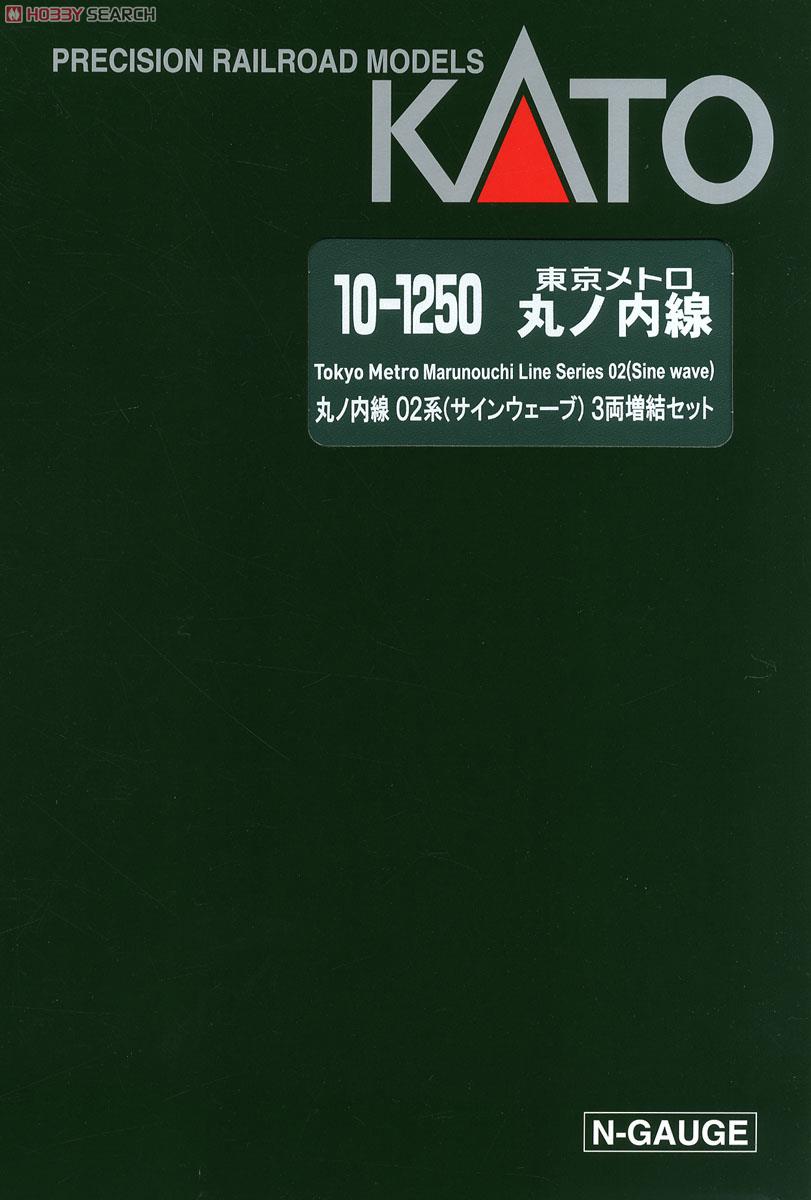 HOBBY SEARCH
PRECISION RAILROAD MODELS
KATO
10-1250
東京メトロ
丸ノ内線
Tokyo Metro Marunouchi Line Series 02(Sine wave)
丸ノ内線 02系(サインウェーブ) 3両増結セット
N-GAUGE